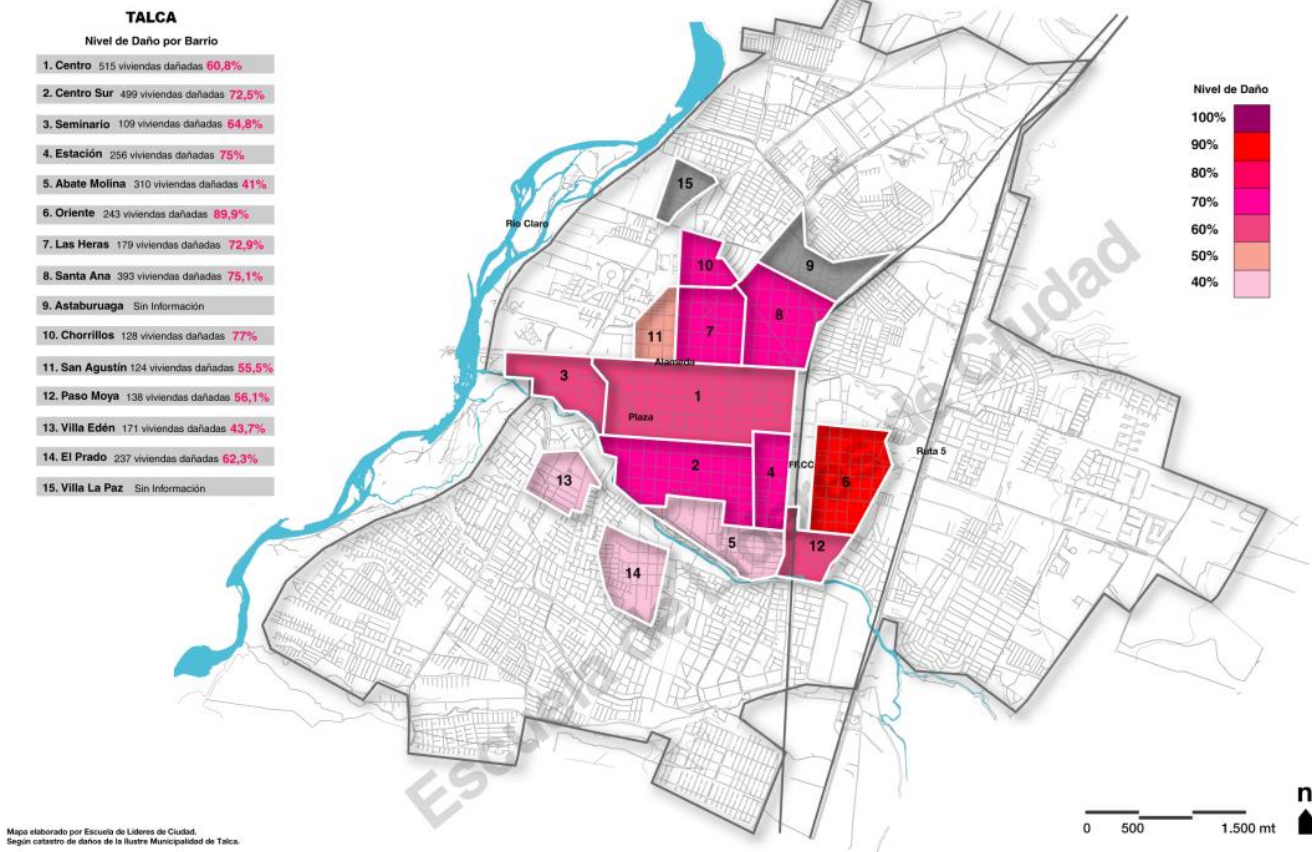 TALCA
Nivel de Daño por Barrio
1. Centro 515 viviendas dañadas 60,8%
2. Centro Sur 499 viviendas dañadas 72,5%
3. Seminario 109 viviendas dañadas 64,8%
4. Estación 256 viviendas dañadas 75%
5. Abate Molina 310 viviendas dañadas 41%
6. Oriente 243 viviendas dañadas 89,9%
7. Las Heras 179 viviendas dañadas 72,9%
8. Santa Ana 393 viviendas dañadas 75,1%
9. Astaburuaga Sin Información
10. Chorrillos 128 viviendas dañadas 77%
11. San Agustín 124 viviendas dañadas 55,5%
12. Paso Moya 138 viviendas dañadas 56,1%
13. Villa Edén 171 viviendas dañadas 43,7%
14. El Prado 237 viviendas dañadas 62,3%
15. Villa La Paz Sin Información
Nivel de Daño
100%
90%
80%
70%
60%
50%
40%
15
Río Claro
10
9
8
7
11
Alameda
3
1
Plaza
2
4
FF.CC
Ruta 5
6
13
5
12
14
Escuela de Líderes de Ciudad
Mapa elaborado por Escuela de Líderes de Ciudad.
Según catastro de daños de la Ilustre Municipalidad de Talca.
0 500 1.500 mt
n